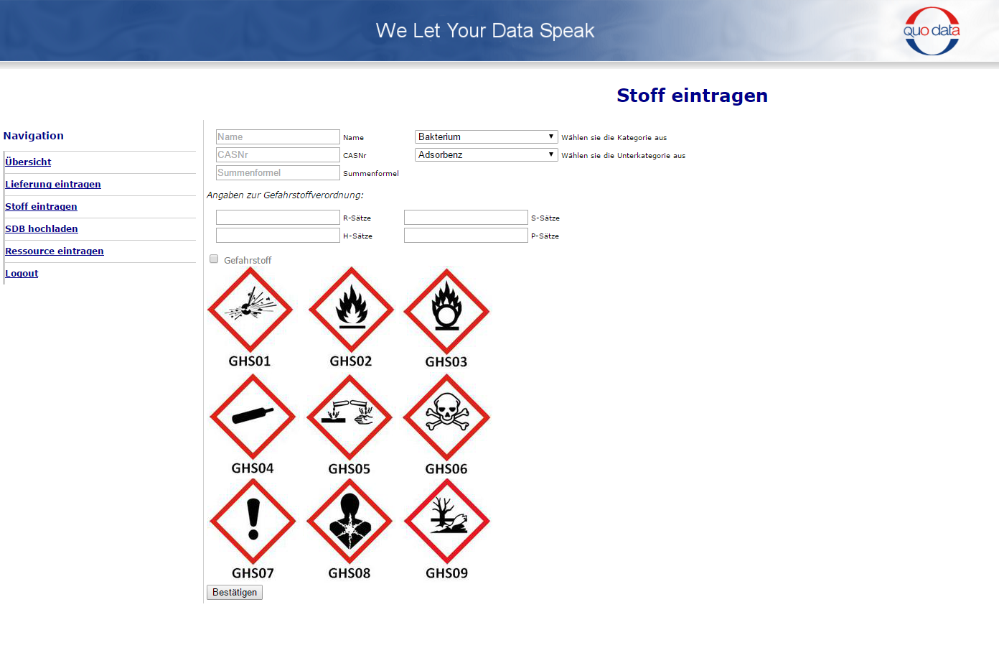 We Let Your Data Speak
quo data
Stoff eintragen
Navigation
Übersicht
Lieferung eintragen
Stoff eintragen
SDB hochladen
Ressource eintragen
Logout
Name Name Bakterium Wählen sie die Kategorie aus
CASNr CASNr Adsorbenz Wählen sie die Unterkategorie aus
Summenformel Summenformel
Angaben zur Gefahrstoffverordnung:
R-Sätze S-Sätze
H-Sätze P-Sätze
Gefahrstoff
GHS01 GHS02 GHS03
GHS04 GHS05 GHS06
GHS07 GHS08 GHS09
Bestätigen